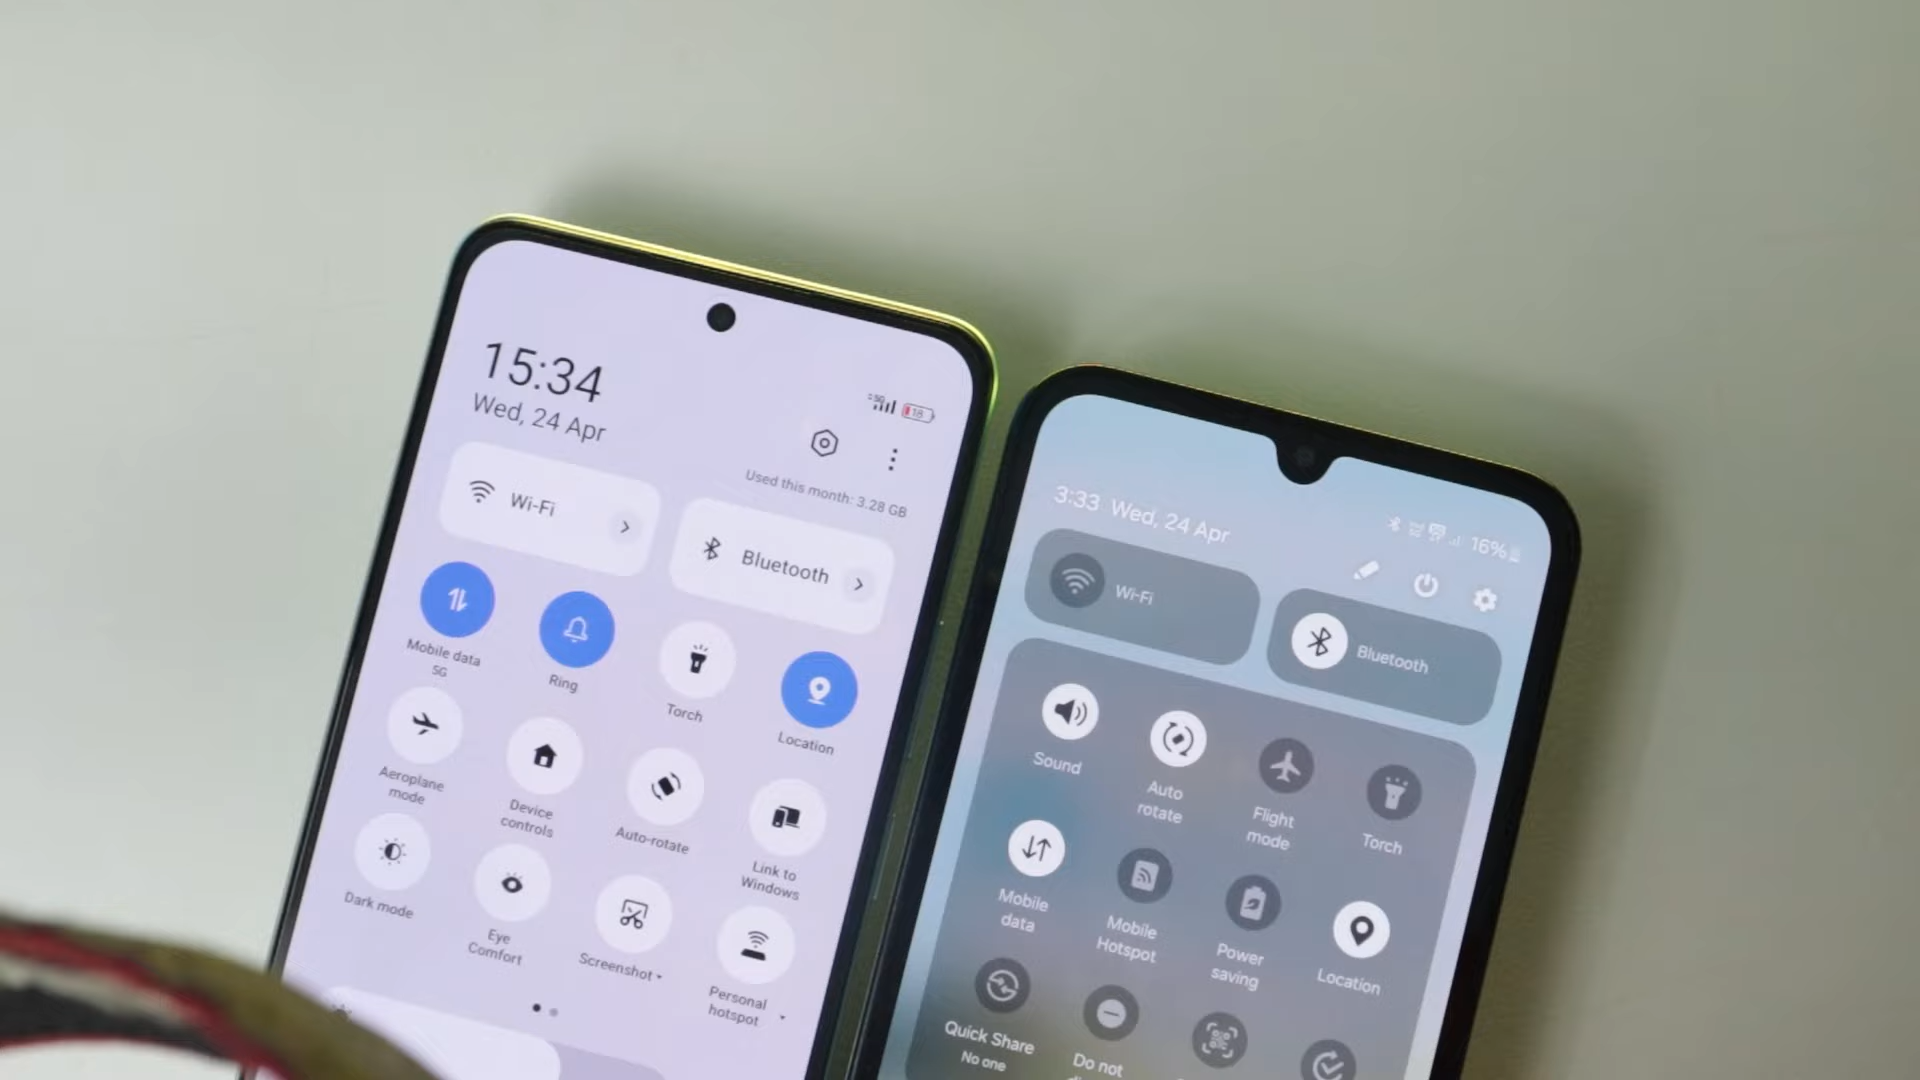 15:34
Wed, 24 Apr
5G
18
Used this month: 3.28 GB
Wi-Fi
Bluetooth
Mobile data
5G
Ring
Torch
Location
Aeroplane
mode
Device
controls
Auto-rotate
Link to
Windows
Dark mode
Eye
Comfort
Screenshot
Personal
hotspot
3:33 Wed, 24 Apr
16%
Wi-Fi
Bluetooth
Sound
Auto
rotate
Flight
mode
Torch
Mobile
data
Mobile
Hotspot
Power
saving
Location
Quick Share
No one
Do not